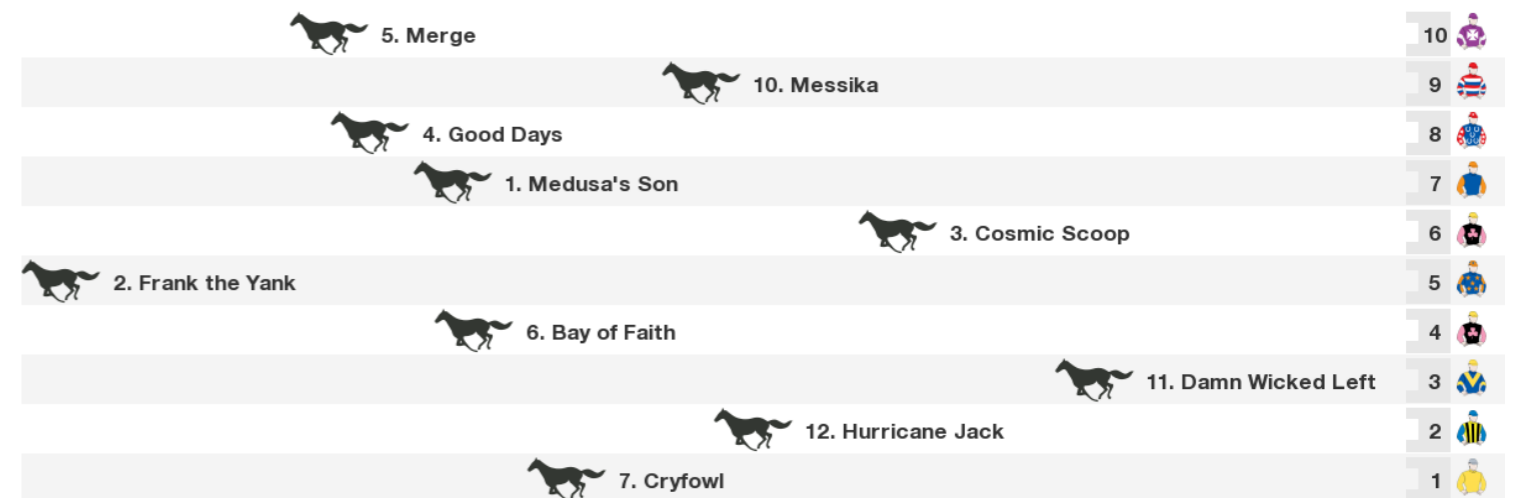 5. Merge 10
10. Messika 9
4. Good Days 8
1. Medusa's Son 7
3. Cosmic Scoop 6
2. Frank the Yank 5
6. Bay of Faith 4
11. Damn Wicked Left 3
12. Hurricane Jack 2
7. Cryfowl 1